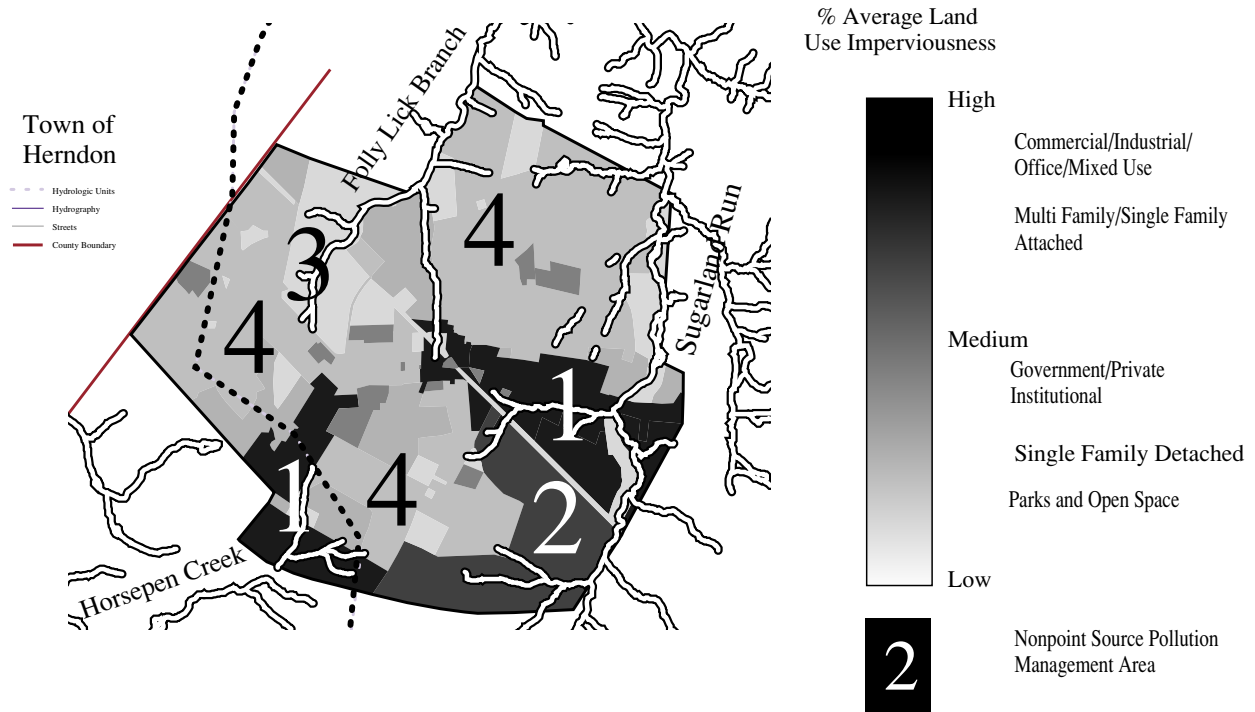 % Average Land
Use Imperviousness
High
Commercial/Industrial/
Office/Mixed Use
Multi Family/Single Family
Attached
Medium
Government/Private
Institutional
Single Family Detached
Parks and Open Space
Low
2
Nonpoint Source Pollution
Management Area
Town of
Herndon
Hydrologic Units
Hydrography
Streets
County Boundary
Folly Lick Branch
Sugarland Run
Horsepen Creek
4
3
4
1
4
1
2